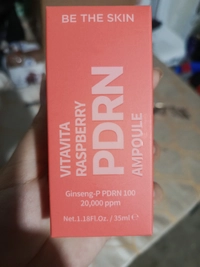 BE THE SKIN
VITAVITA
RASPBERRY
PDRN
AMPOULE
Ginseng-P PDRN 100
20,000 ppm
Net.1.18Fl.Oz. / 35ml ℮